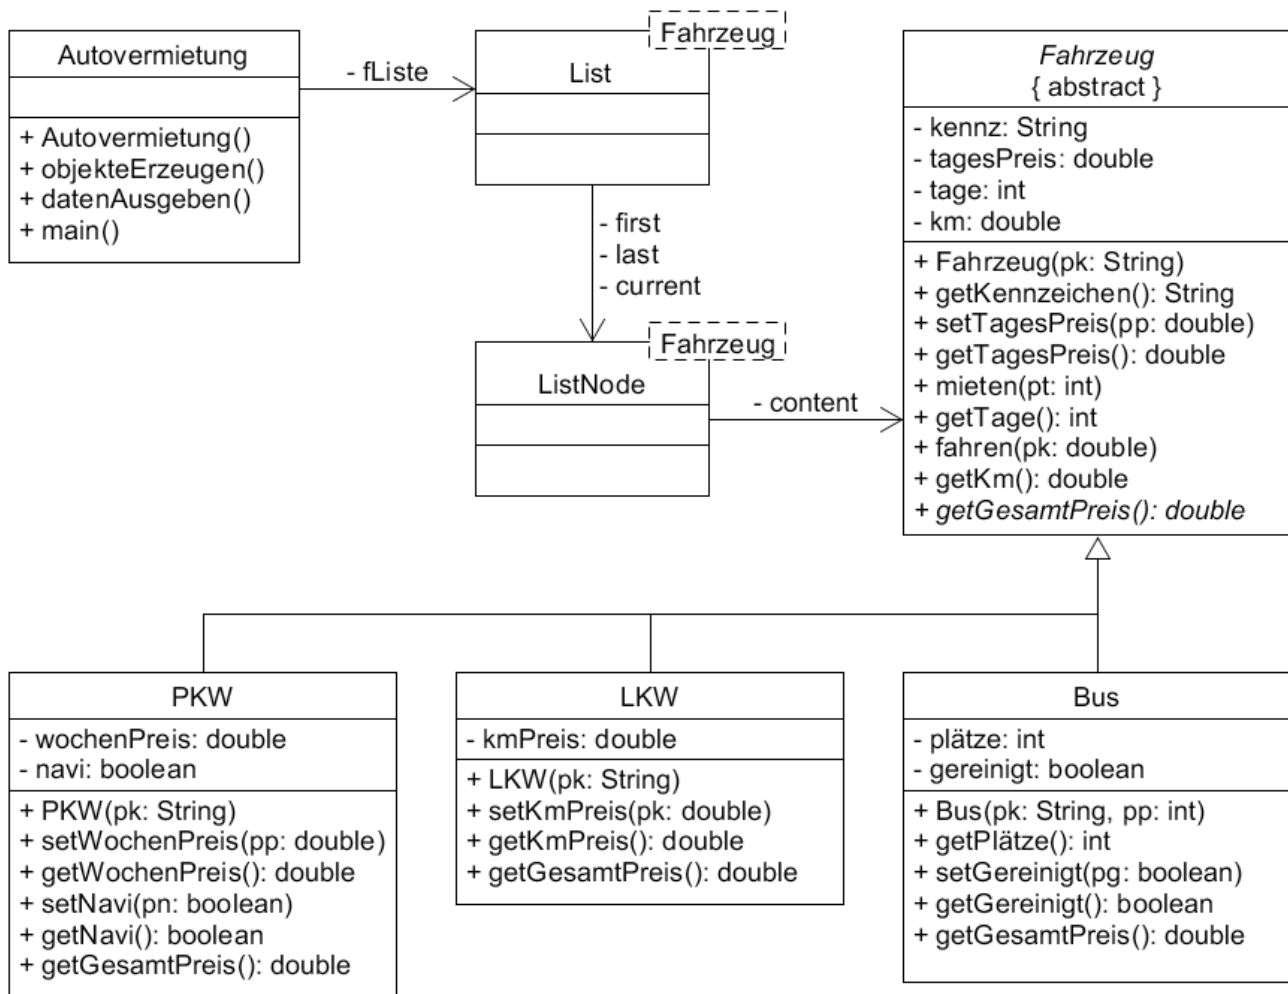 Autovermietung
+ Autovermietung()
+ objekteErzeugen()
+ datenAusgeben()
+ main()
- fListe
Fahrzeug
List
- first
- last
- current
Fahrzeug
ListNode
- content
Fahrzeug
{ abstract }
- kennz: String
- tagesPreis: double
- tage: int
- km: double
+ Fahrzeug(pk: String)
+ getKennzeichen(): String
+ setTagesPreis(pp: double)
+ getTagesPreis(): double
+ mieten(pt: int)
+ getTage(): int
+ fahren(pk: double)
+ getKm(): double
+ getGesamtPreis(): double
PKW
- wochenPreis: double
- navi: boolean
+ PKW(pk: String)
+ setWochenPreis(pp: double)
+ getWochenPreis(): double
+ setNavi(pn: boolean)
+ getNavi(): boolean
+ getGesamtPreis(): double
LKW
- kmPreis: double
+ LKW(pk: String)
+ setKmPreis(pk: double)
+ getKmPreis(): double
+ getGesamtPreis(): double
Bus
- plätze: int
- gereinigt: boolean
+ Bus(pk: String, pp: int)
+ getPlätze(): int
+ setGereinigt(pg: boolean)
+ getGereinigt(): boolean
+ getGesamtPreis(): double